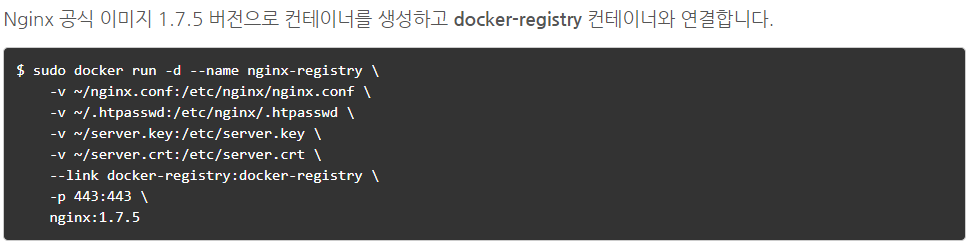 Nginx 공식 이미지 1.7.5 버전으로 컨테이너를 생성하고 docker-registry 컨테이너와 연결합니다.
$ sudo docker run -d --name nginx-registry \
-v ~/nginx.conf:/etc/nginx/nginx.conf \
-v ~/.htpasswd:/etc/nginx/.htpasswd \
-v ~/server.key:/etc/server.key \
-v ~/server.crt:/etc/server.crt \
--link docker-registry:docker-registry \
-p 443:443 \
nginx:1.7.5